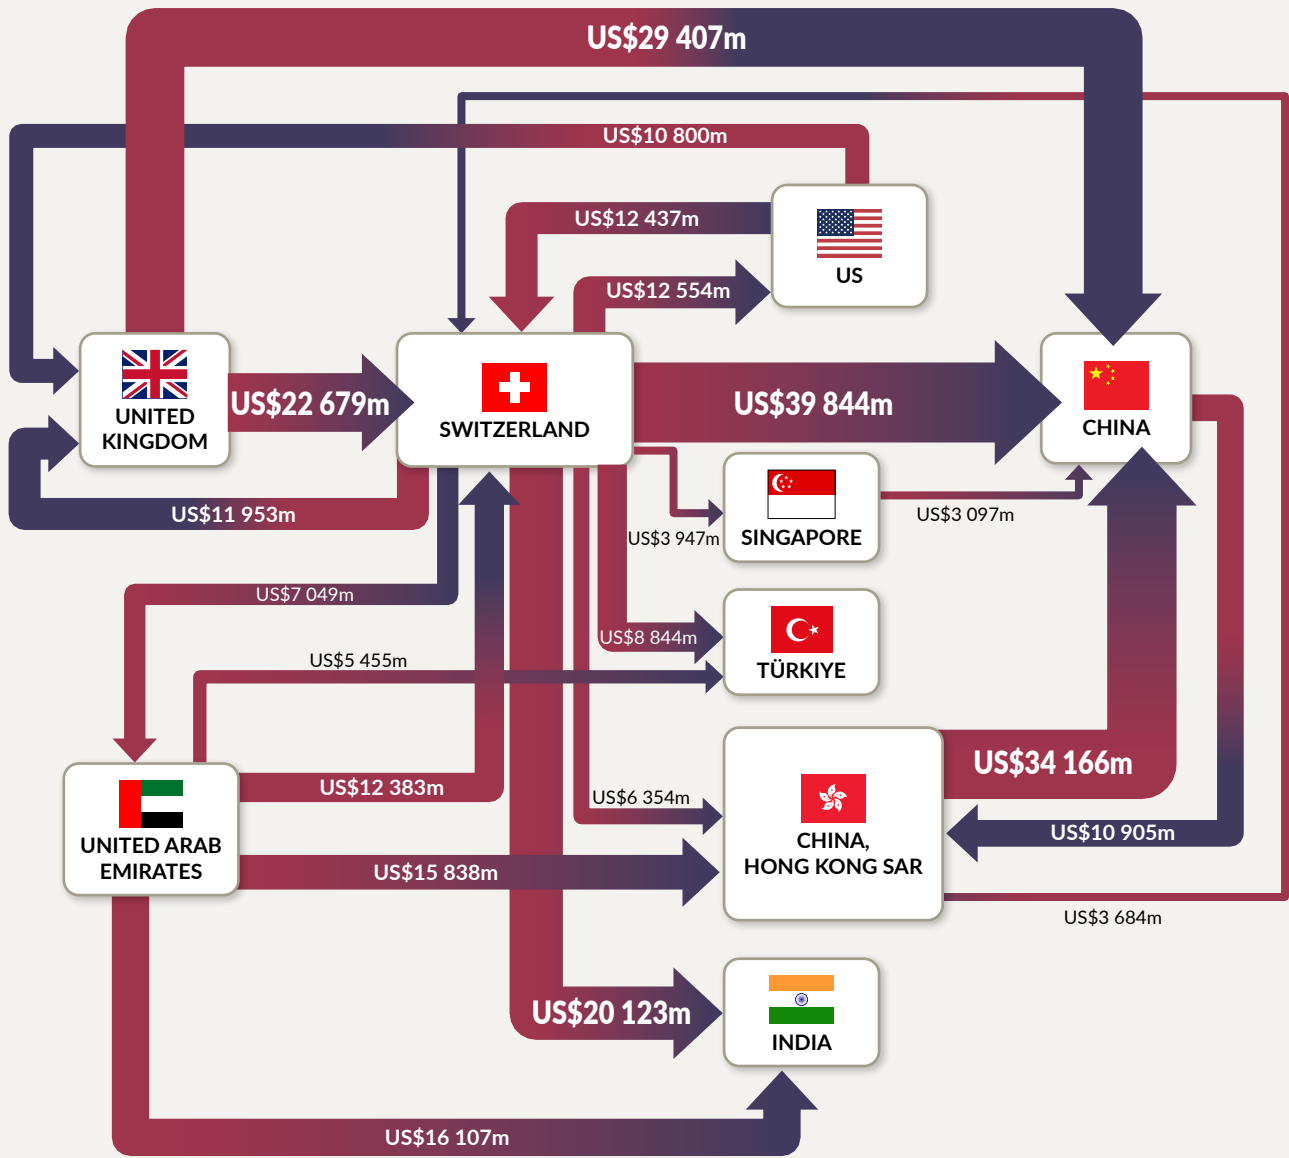 US$29 407m
US$10 800m
US$12 437m
US
US$12 554m
UNITED
KINGDOM
US$22 679m
SWITZERLAND
US$39 844m
CHINA
US$11 953m
US$3 947m
SINGAPORE
US$3 097m
US$7 049m
US$8 844m
TÜRKIYE
US$5 455m
US$34 166m
US$12 383m
US$6 354m
UNITED ARAB
EMIRATES
CHINA,
HONG KONG SAR
US$10 905m
US$15 838m
US$3 684m
US$20 123m
INDIA
US$16 107m